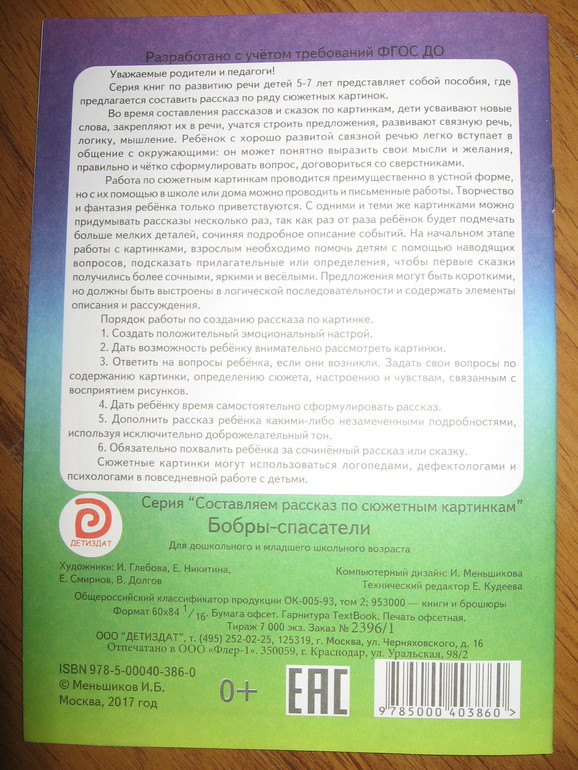 Разработано с учётом требований ФГОС ДО
Уважаемые родители и педагоги!
Серия книг по развитию речи детей 5-7 лет представляет собой пособия, где
предлагается составить рассказ по ряду сюжетных картинок.
Во время составления рассказов и сказок по картинкам, дети усваивают новые
слова, закрепляют их в речи, учатся строить предложения, развивают связную речь,
логику, мышление. Ребёнок с хорошо развитой связной речью легко вступает в
общение с окружающими: он может понятно выразить свои мысли и желания,
правильно и чётко сформулировать вопрос, договориться со сверстниками.
Работа по сюжетным картинкам проводится преимущественно в устной форме,
но с их помощью в школе или дома можно проводить и письменные работы. Творчество
и фантазия ребёнка только приветствуются. С одними и теми же картинками можно
придумывать рассказы несколько раз, так как раз от раза ребёнок будет подмечать
больше мелких деталей, сочиняя подробное описание событий. На начальном этапе
работы с картинками, взрослым необходимо помочь детям с помощью наводящих
вопросов, подсказать прилагательные или определения, чтобы первые сказки
получились более сочными, яркими и весёлыми. Предложения могут быть короткими,
но должны быть выстроены в логической последовательности и содержать элементы
описания и рассуждения.
Порядок работы по созданию рассказа по картинке.
1. Создать положительный эмоциональный настрой.
2. Дать возможность ребёнку внимательно рассмотреть картинки.
3. Ответить на вопросы ребёнка, если они возникли. Задать свои вопросы по
содержанию картинки, определению сюжета, настроению и чувствам, связанным с
восприятием рисунков.
4. Дать ребёнку время самостоятельно сформулировать рассказ.
5. Дополнить рассказ ребёнка какими-либо незамеченными подробностями,
используя исключительно доброжелательный тон.
6. Обязательно похвалить ребёнка за сочинённый рассказ или сказку.
Сюжетные картинки могут использоваться логопедами, дефектологами и
психологами в повседневной работе с детьми.
Серия "Составляем рассказ по сюжетным картинкам"
Бобры-спасатели
Для дошкольного и младшего школьного возраста
ДЕТИЗДАТ
Художники: И. Глебова, Е. Никитина,
Е. Смирнов, В. Долгов
Компьютерный дизайн: И. Меньшикова
Технический редактор Е. Кудеева
Общероссийский классификатор продукции ОК-005-93, том 2; 953000 — книги и брошюры
Формат 60х84 1/16. Бумага офсет. Гарнитура TextBook. Печать офсетная.
Тираж 7 000 экз. Заказ № 2396/1
ООО "ДЕТИЗДАТ", т. (495) 252-02-25, 125319, г. Москва, ул. Черняховского, д. 16
Отпечатано в ООО «Флер-1». 350059, г. Краснодар, ул. Уральская, 98/2
ISBN 978-5-00040-386-0
© Меньшиков И.Б.
Москва, 2017 год
0+
EAC
9785000403860>